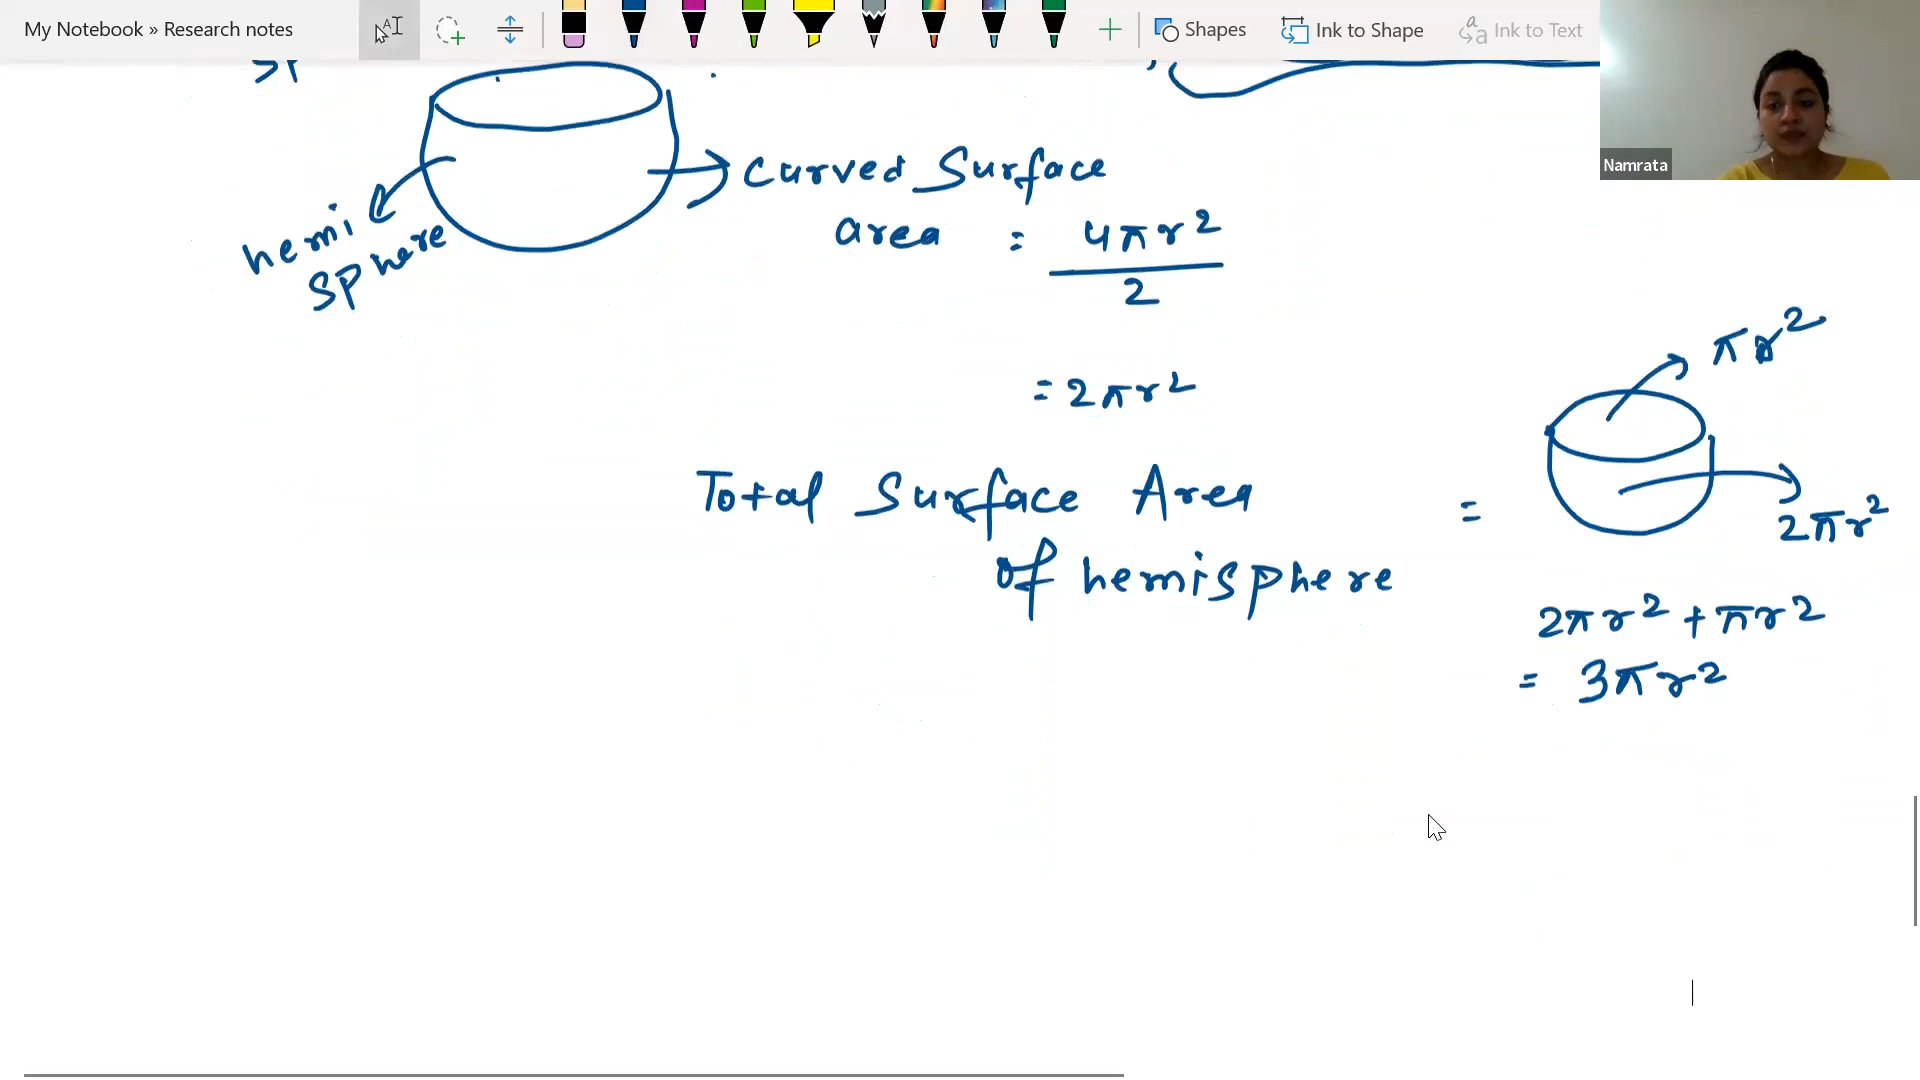 My Notebook » Research notes
Shapes
Ink to Shape
Ink to Text
Namrata
hemi
sphere
Curved Surface
area = 4πr²
2
= 2πr²
πr²
Total Surface Area
of hemisphere
=
2πr²
2πr² + πr²
= 3πr²